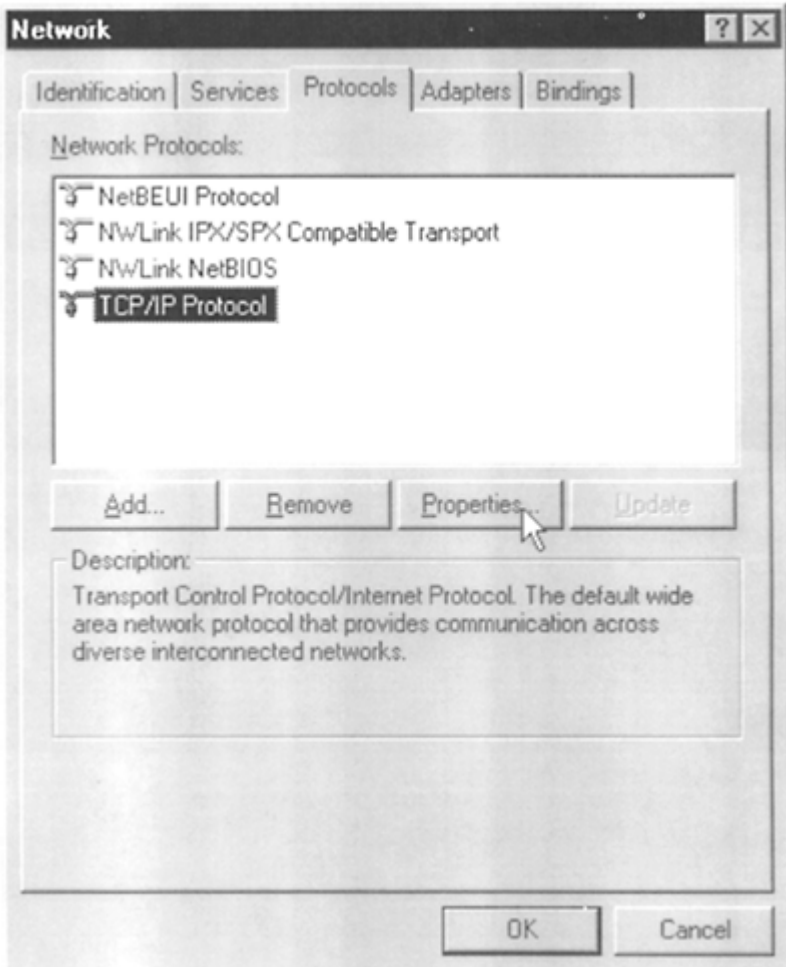 Network
Identification Services Protocols Adapters Bindings
Network Protocols:
NetBEUI Protocol
NWLink IPX/SPX Compatible Transport
NWLink NetBIOS
TCP/IP Protocol
Add... Remove Properties... Update
Description:
Transport Control Protocol/Internet Protocol. The default wide
area network protocol that provides communication across
diverse interconnected networks.
OK Cancel